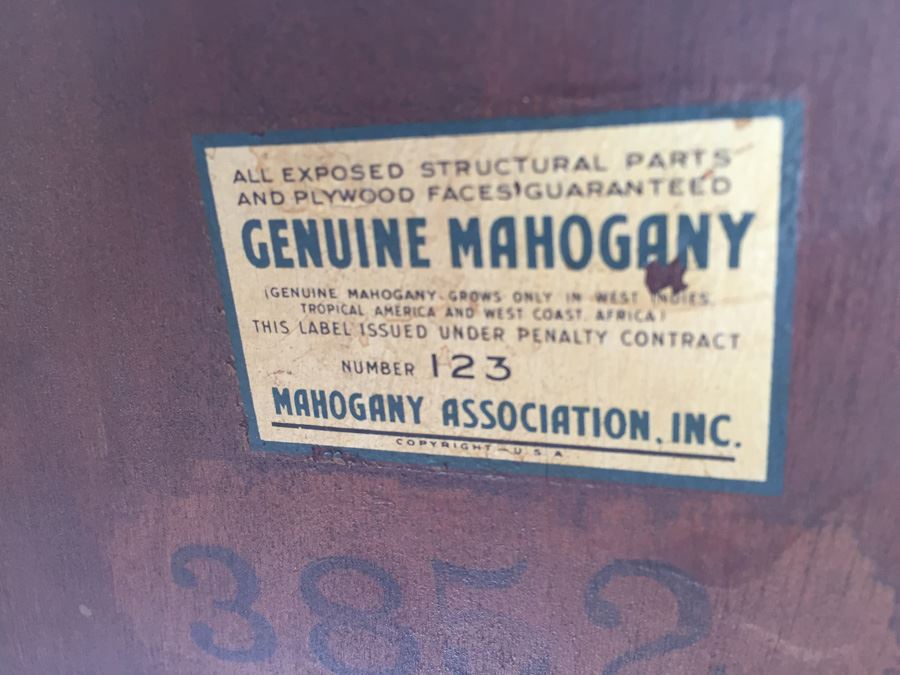 ALL EXPOSED STRUCTURAL PARTS
AND PLYWOOD FACES GUARANTEED
GENUINE MAHOGANY
(GENUINE MAHOGANY GROWS ONLY IN WEST INDIES,
TROPICAL AMERICA AND WEST COAST, AFRICA)
THIS LABEL ISSUED UNDER PENALTY CONTRACT
NUMBER 123
MAHOGANY ASSOCIATION, INC.
COPYRIGHT - U.S.A.
3852